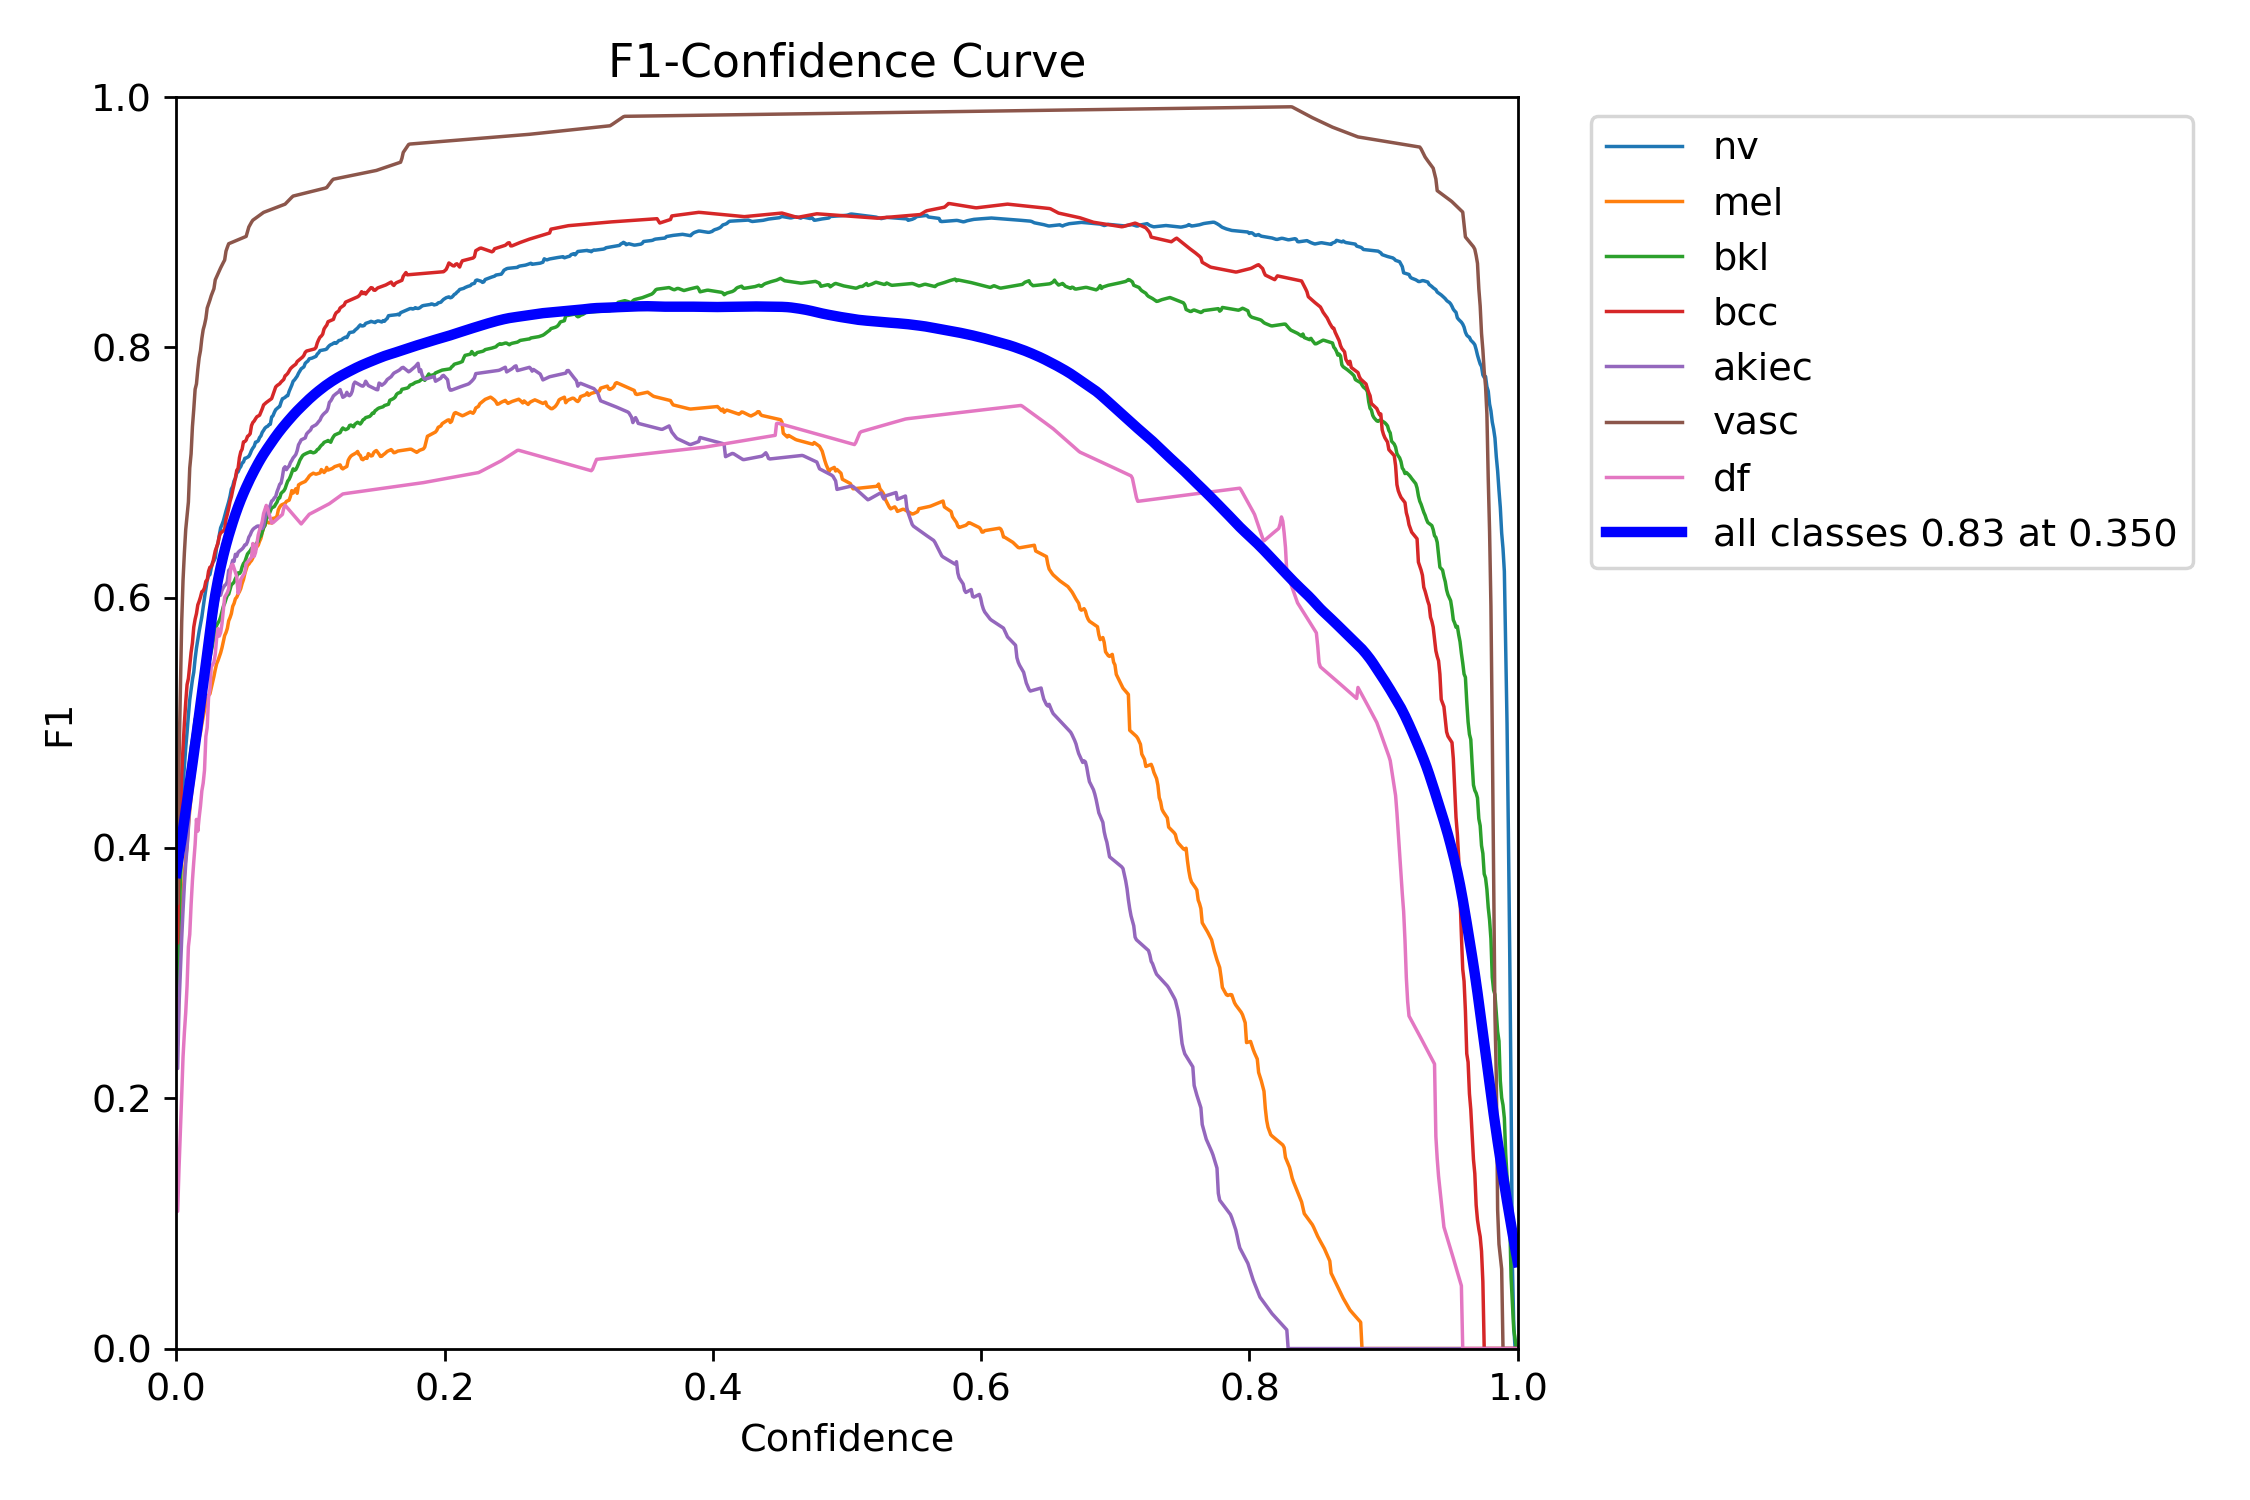 F1-Confidence Curve
1.0
0.8
0.6
0.4
0.2
0.0
F1
0.0 0.2 0.4 0.6 0.8 1.0
Confidence
nv
mel
bkl
bcc
akiec
vasc
df
all classes 0.83 at 0.350